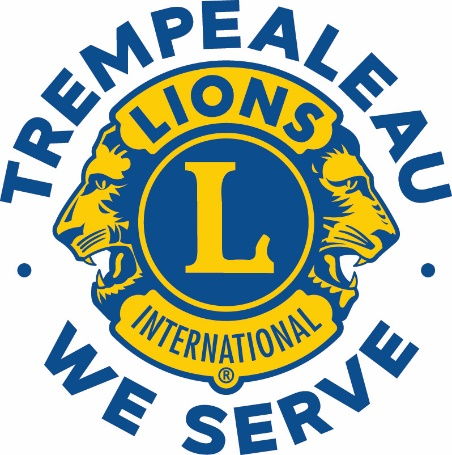 TREMPEALEAU
LIONS
L
INTERNATIONAL
®
• WE SERVE •